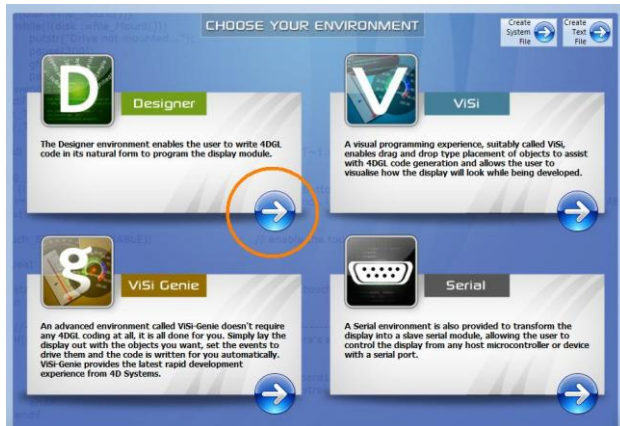 CHOOSE YOUR ENVIRONMENT
Create
System
File
Create
Text
File
D
Designer
The Designer environment enables the user to write 4DGL
code in its natural form to program the display module.
V
ViSi
A visual programming experience, suitably called ViSi,
enables drag and drop type placement of objects to assist
with 4DGL code generation and allows the user to
visualise how the display will look while being developed.
g
ViSi Genie
An advanced environment called ViSi-Genie doesn't require
any 4DGL coding at all, it is all done for you. Simply lay the
display out with the objects you want, set the events to
drive them and the code is written for you automatically.
ViSi-Genie provides the latest rapid development
experience from 4D Systems.
Serial
A Serial environment is also provided to transform the
display into a slave serial module, allowing the user to
control the display from any host microcontroller or device
with a serial port.